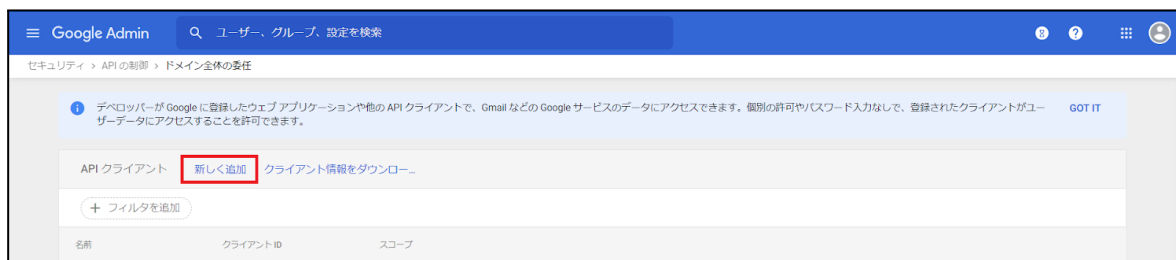 Google Admin
ユーザー、グループ、設定を検索
セキュリティ > API の制御 > ドメイン全体の委任
デベロッパーが Google に登録したウェブ アプリケーションや他の API クライアントで、Gmail などの Google サービスのデータにアクセスできます。個別の許可やパスワード入力なしで、登録されたクライアントがユー
ザーデータにアクセスすることを許可できます。
GOT IT
API クライアント 新しく追加 クライアント情報をダウンロー...
+ フィルタを追加
名前 クライアント ID スコープ